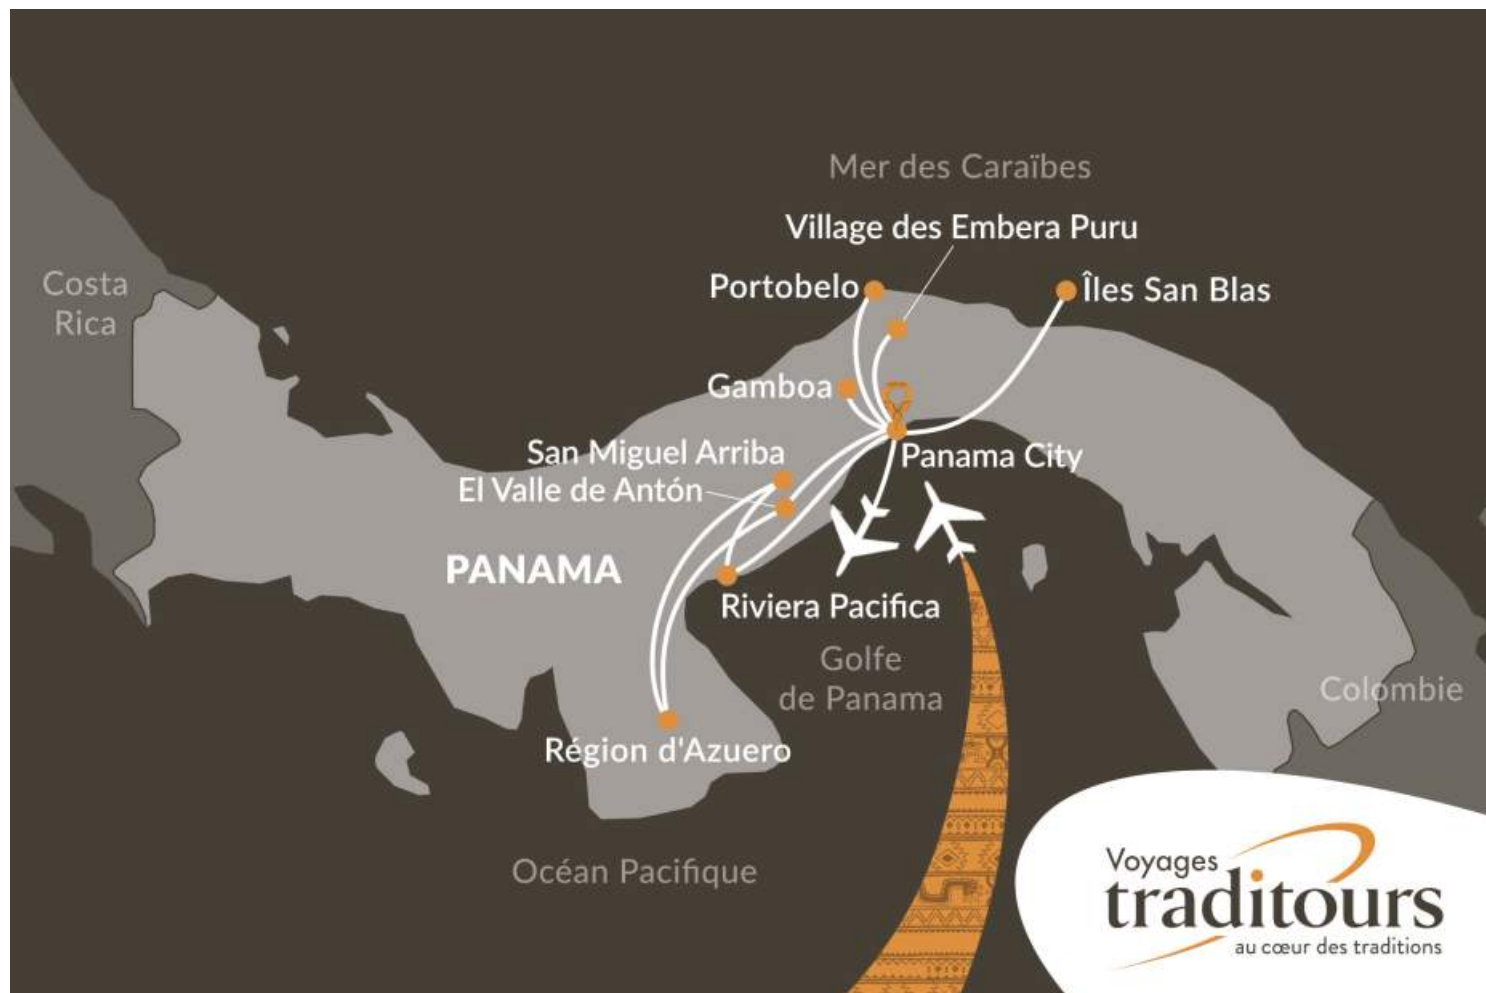 Mer des Caraïbes
Village des Embera Puru
Costa
Rica
Portobelo
Îles San Blas
Gamboa
San Miguel Arriba
Panama City
El Valle de Antón
PANAMA
Riviera Pacifica
Golfe
de Panama
Colombie
Région d'Azuero
Océan Pacifique
Voyages
traditours
au cœur des traditions